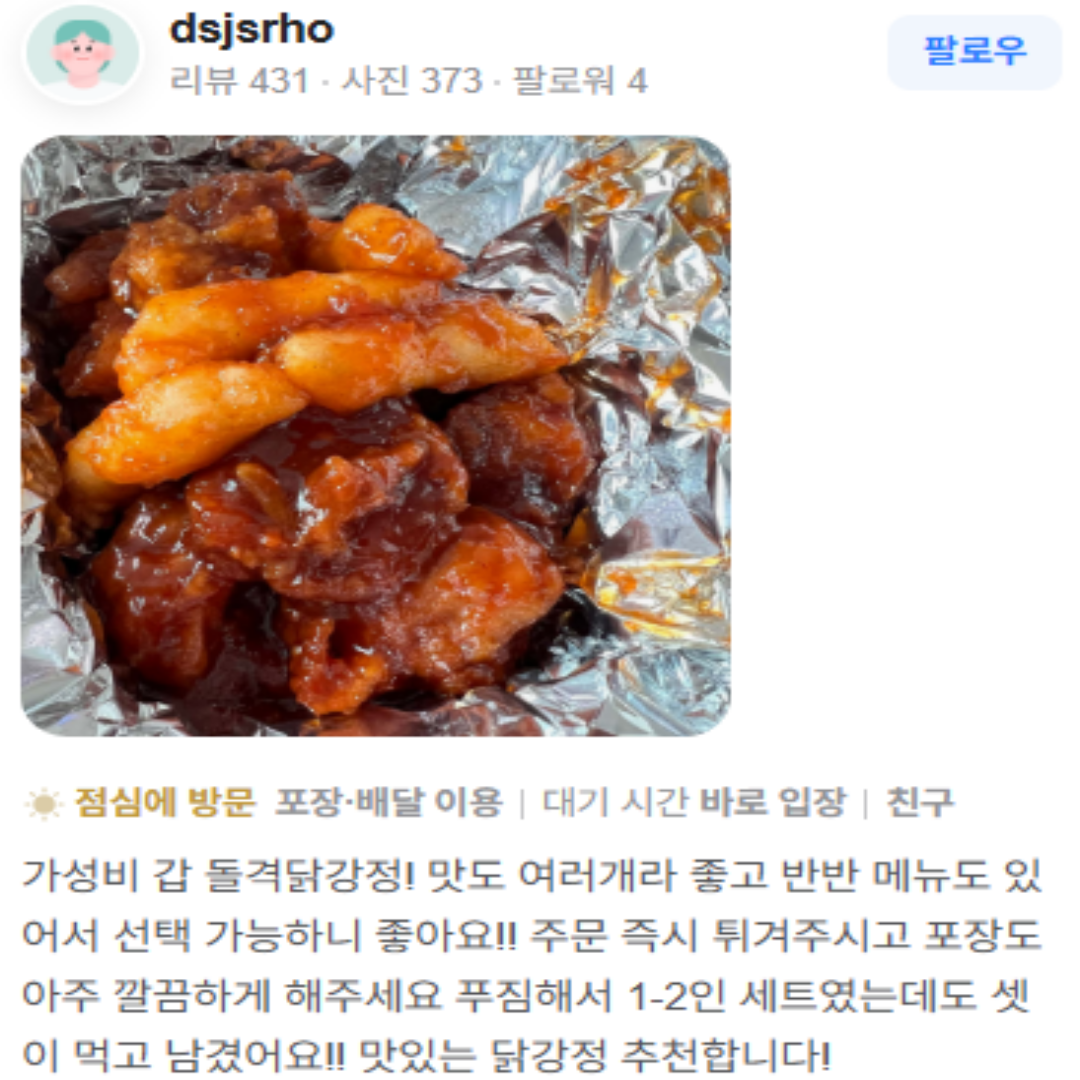 dsjsrho
팔로우
리뷰 431 · 사진 373 · 팔로워 4
점심에 방문 포장·배달 이용 | 대기 시간 바로 입장 | 친구
가성비 갑 돌격닭강정! 맛도 여러개라 좋고 반반 메뉴도 있
어서 선택 가능하니 좋아요!! 주문 즉시 튀겨주시고 포장도
아주 깔끔하게 해주세요 푸짐해서 1-2인 세트였는데도 셋
이 먹고 남겼어요!! 맛있는 닭강정 추천합니다!